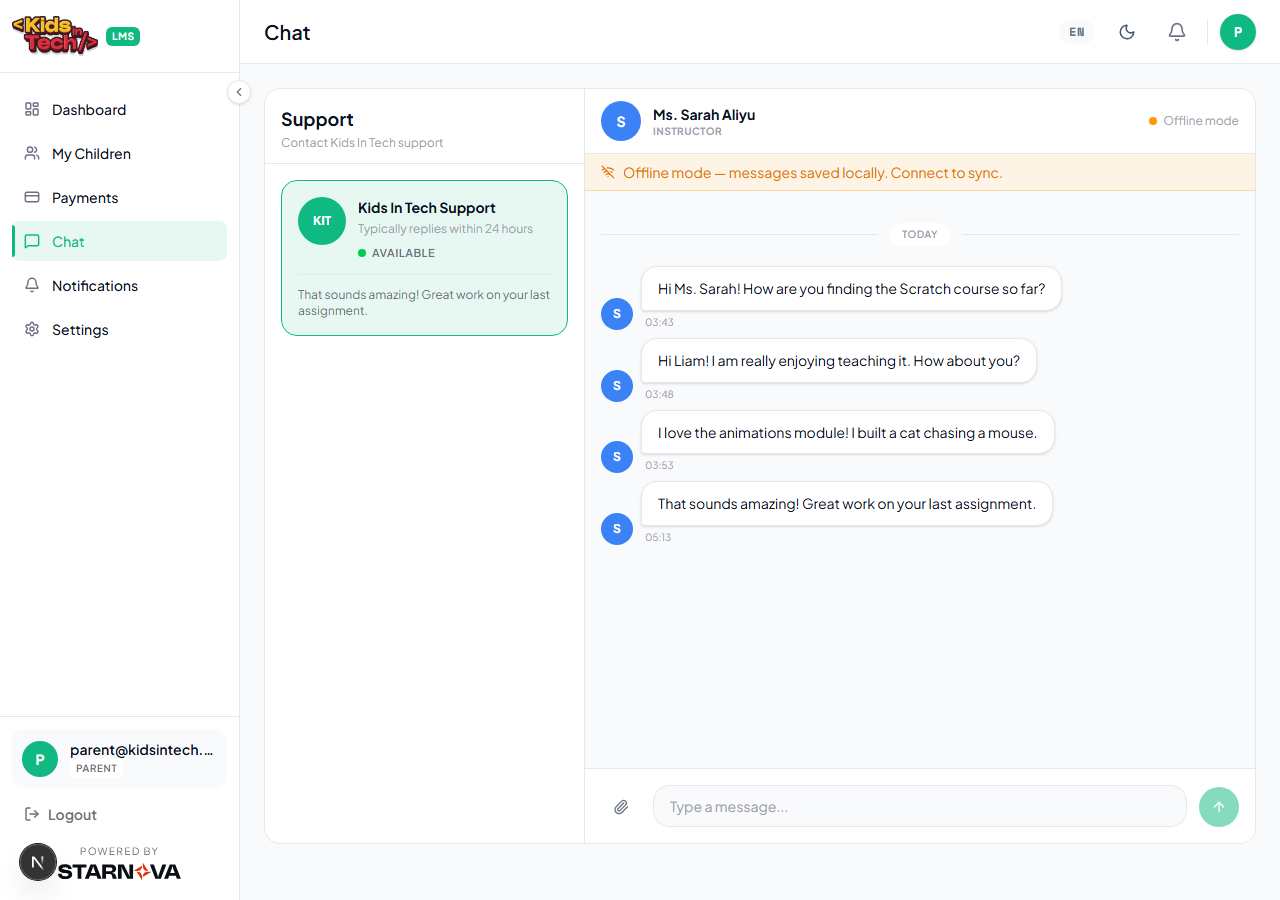 <Kids in
Tech/>
LMS
Chat
EN
P
Dashboard
My Children
Payments
Chat
Notifications
Settings
Support
Contact Kids In Tech support
KIT
Kids In Tech Support
Typically replies within 24 hours
AVAILABLE
That sounds amazing! Great work on your last
assignment.
S
Ms. Sarah Aliyu
INSTRUCTOR
Offline mode
Offline mode — messages saved locally. Connect to sync.
TODAY
Hi Ms. Sarah! How are you finding the Scratch course so far?
S
03:43
Hi Liam! I am really enjoying teaching it. How about you?
S
03:48
I love the animations module! I built a cat chasing a mouse.
S
03:53
That sounds amazing! Great work on your last assignment.
S
05:13
Type a message...
P
parent@kidsintech....
PARENT
Logout
N
POWERED BY
STARNOVA